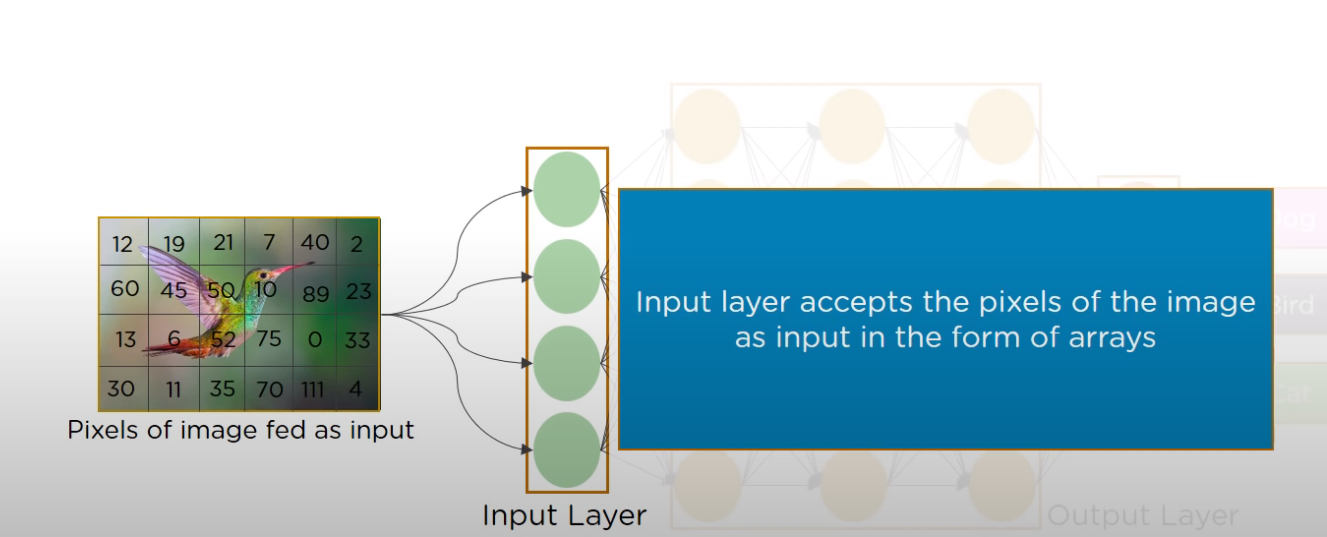 12 19 21 7 40 2
60 45 50 10 89 23
13 6 52 75 0 33
30 11 35 70 111 4
Pixels of image fed as input
Input Layer
Input layer accepts the pixels of the image
as input in the form of arrays
Cat
Output Layer